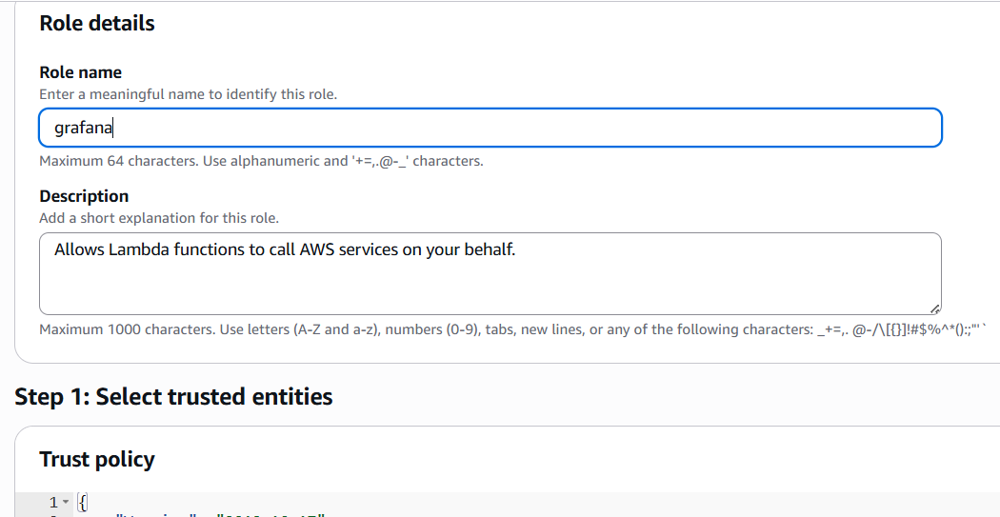 Role details
Role name
Enter a meaningful name to identify this role.
grafana
Maximum 64 characters. Use alphanumeric and '+=,.@-_' characters.
Description
Add a short explanation for this role.
Allows Lambda functions to call AWS services on your behalf.
Maximum 1000 characters. Use letters (A-Z and a-z), numbers (0-9), tabs, new lines, or any of the following characters: _+=,. @-/\[{}]!#$%^*();:"'`
Step 1: Select trusted entities
Trust policy
1 {